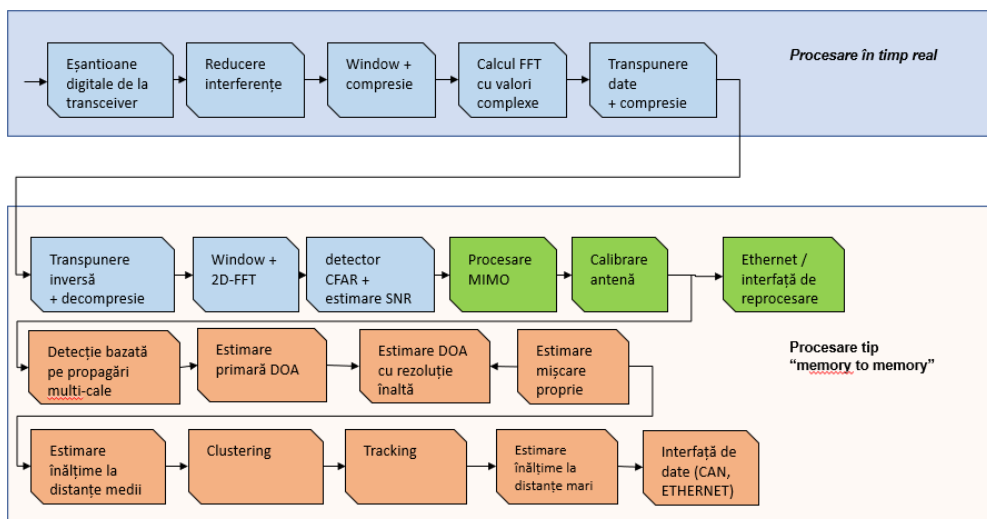 Eșantioane
digitale de la
transceiver
Reducere
interferențe
Window +
compresie
Calcul FFT
cu valori
complexe
Transpunere
date
+ compresie
Procesare în timp real
Transpunere
inversă
+ decompresie
Window +
2D-FFT
detector
CFAR +
estimare SNR
Procesare
MIMO
Calibrare
antenă
Ethernet /
interfață de
reprocesare
Detecție bazată
pe propagări
multi-cale
Estimare
primară DOA
Estimare DOA
cu rezoluție
înaltă
Estimare
mișcare
proprie
Procesare tip
“memory to memory”
Estimare
înălțime la
distanțe medii
Clustering
Tracking
Estimare
înălțime la
distanțe mari
Interfață de
date (CAN,
ETHERNET)